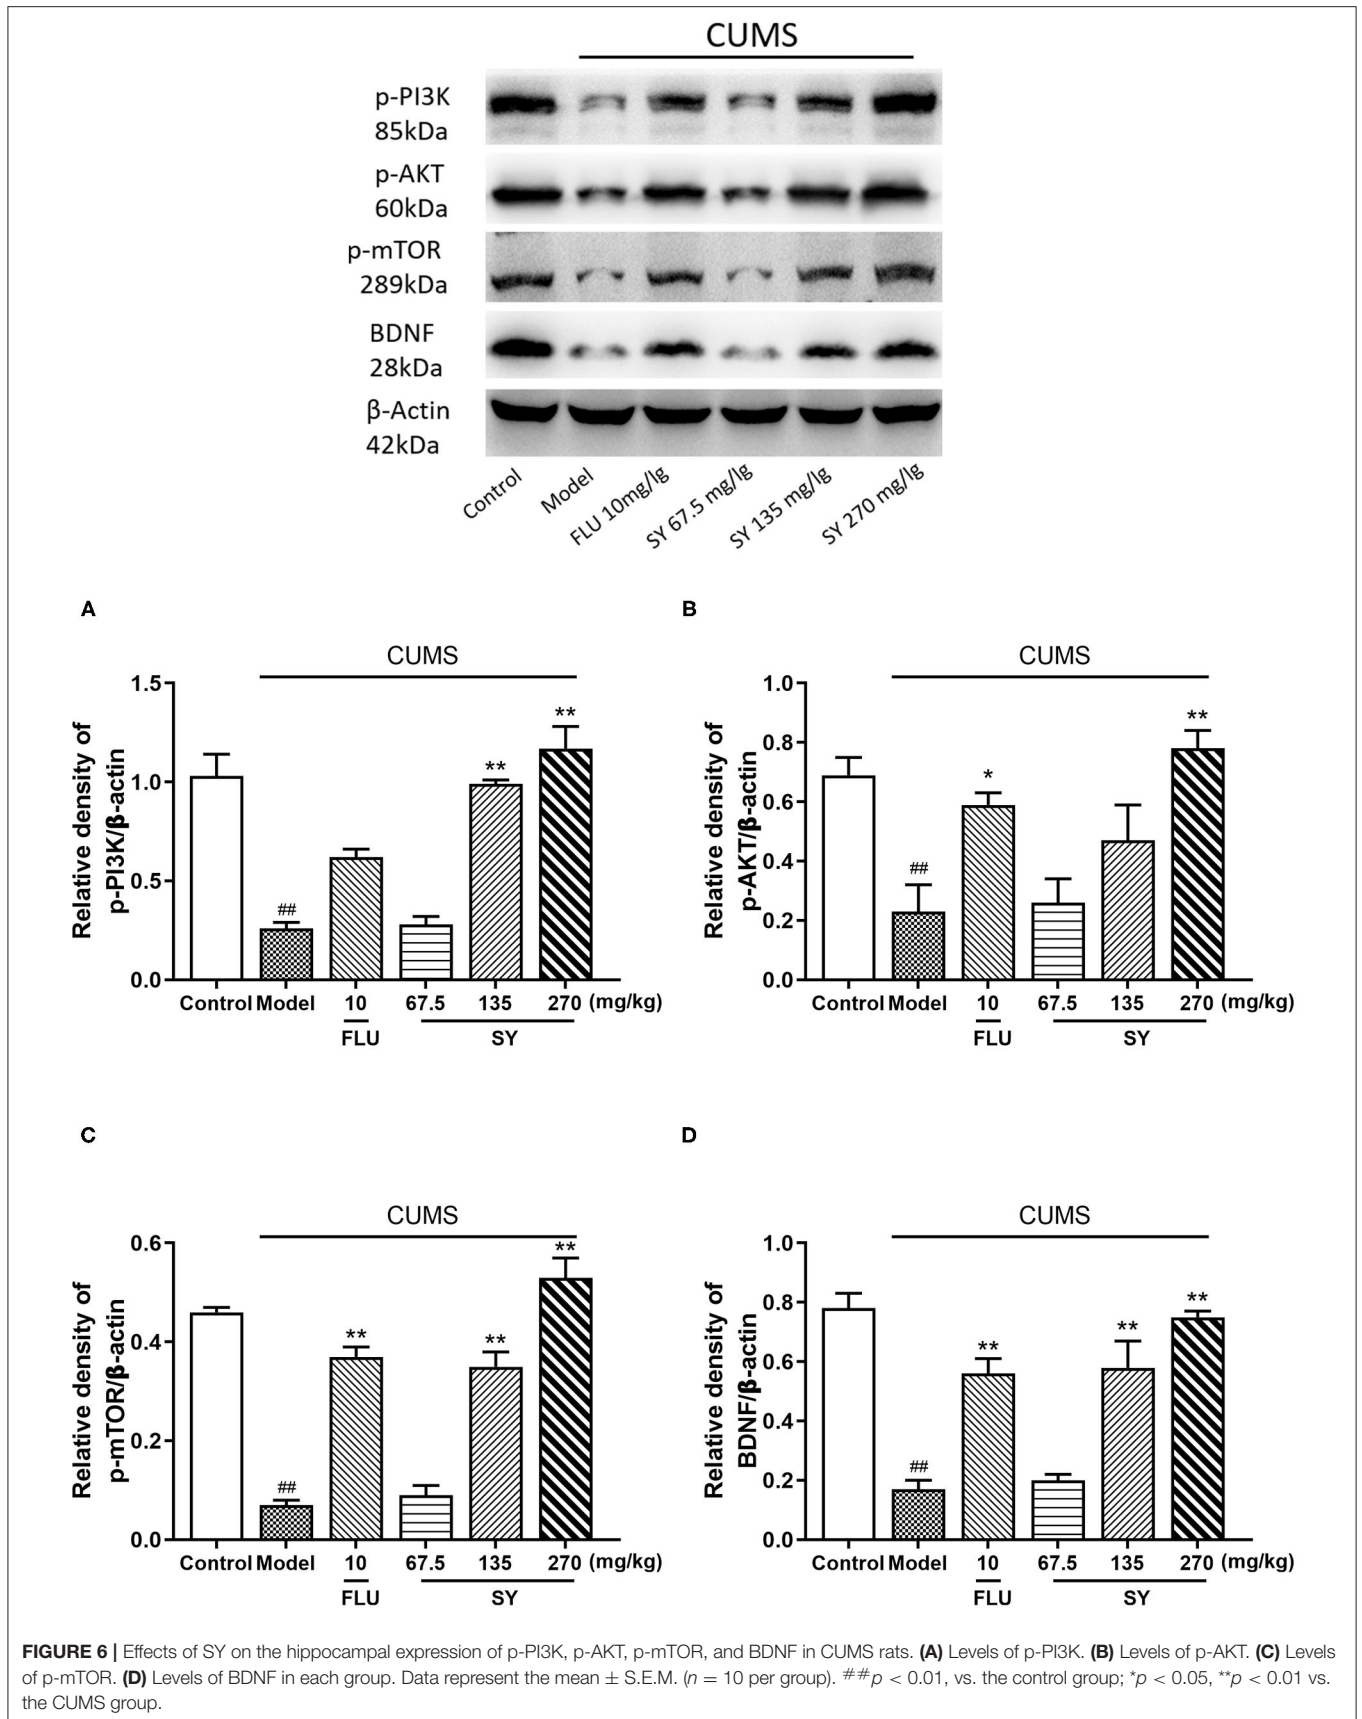 CUMS
p-PI3K
85kDa
p-AKT
60kDa
p-mTOR
289kDa
BDNF
28kDa
β-Actin
42kDa
Control
Model
FLU 10mg/lg
SY 67.5 mg/lg
SY 135 mg/lg
SY 270 mg/lg
A
CUMS
Relative density of
p-PI3K/β-actin
1.5
1.0
0.5
0.0
##
**
**
Control Model 10 67.5 135 270 (mg/kg)
FLU SY
B
CUMS
Relative density of
p-AKT/β-actin
1.0
0.8
0.6
0.4
0.2
0.0
##
*
**
Control Model 10 67.5 135 270 (mg/kg)
FLU SY
C
CUMS
Relative density of
p-mTOR/β-actin
0.6
0.4
0.2
0.0
##
**
**
**
Control Model 10 67.5 135 270 (mg/kg)
FLU SY
D
CUMS
Relative density of
BDNF/β-actin
1.0
0.8
0.6
0.4
0.2
0.0
##
**
**
**
Control Model 10 67.5 135 270 (mg/kg)
FLU SY
FIGURE 6 | Effects of SY on the hippocampal expression of p-PI3K, p-AKT, p-mTOR, and BDNF in CUMS rats. (A) Levels of p-PI3K. (B) Levels of p-AKT. (C) Levels
of p-mTOR. (D) Levels of BDNF in each group. Data represent the mean ± S.E.M. (n = 10 per group). ##p < 0.01, vs. the control group; *p < 0.05, **p < 0.01 vs.
the CUMS group.